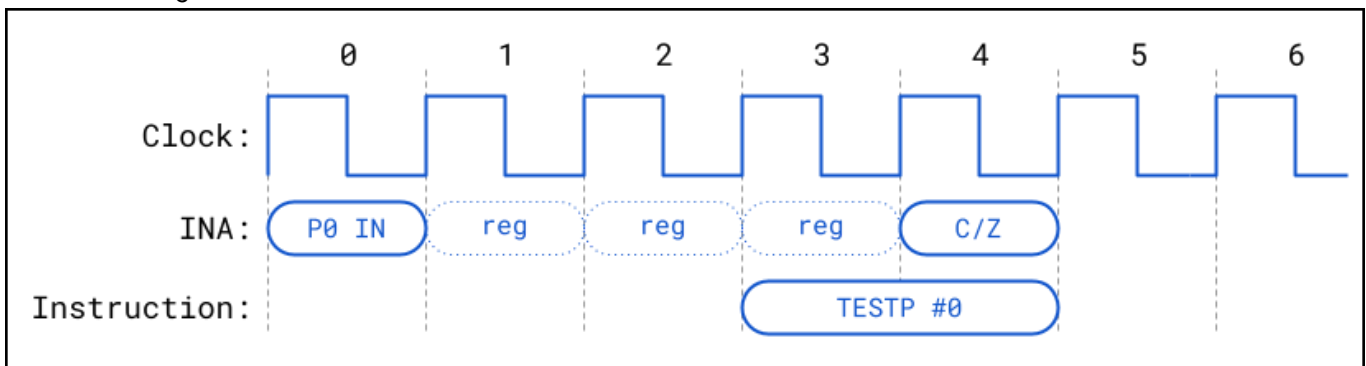 0 1 2 3 4 5 6
Clock:
INA: P0 IN reg reg reg C/Z
Instruction: TESTP #0